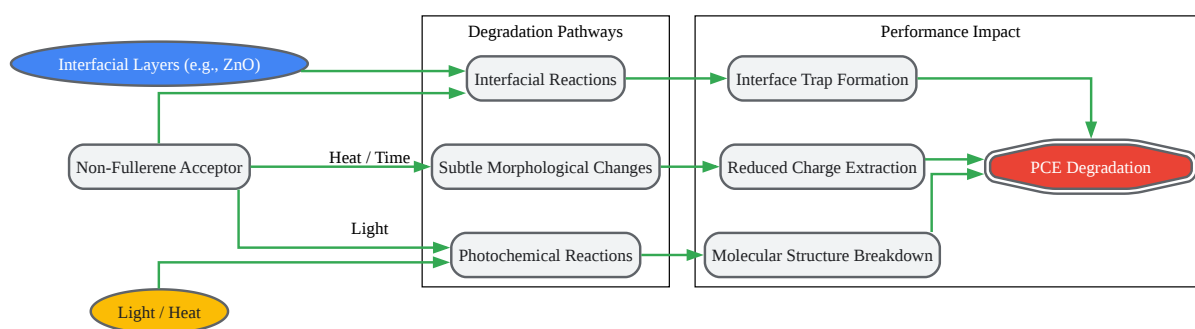 Degradation Pathways
Performance Impact
Interfacial Layers (e.g., ZnO)
Interfacial Reactions
Interface Trap Formation
Non-Fullerene Acceptor
Heat / Time
Subtle Morphological Changes
Reduced Charge Extraction
PCE Degradation
Light
Photochemical Reactions
Molecular Structure Breakdown
Light / Heat